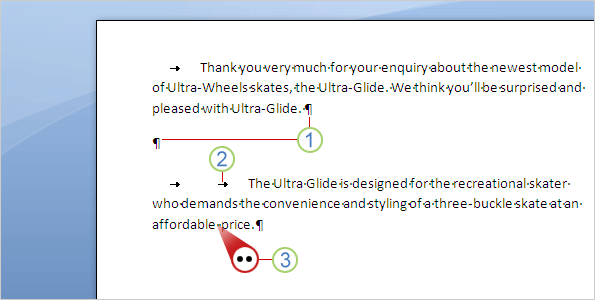 → Thank·you·very·much·for·your·enquiry·about·the·newest·model·
of·Ultra-Wheels·skates,·the·Ultra-Glide.·We·think·you’ll·be·surprised·and·
pleased·with·Ultra-Glide.·¶
1
¶
2
→ → The·Ultra·Glide·is·designed·for·the·recreational·skater·
who·demands·the·convenience·and·styling·of·a·three-buckle·skate·at·an·
affordable··price.¶
3